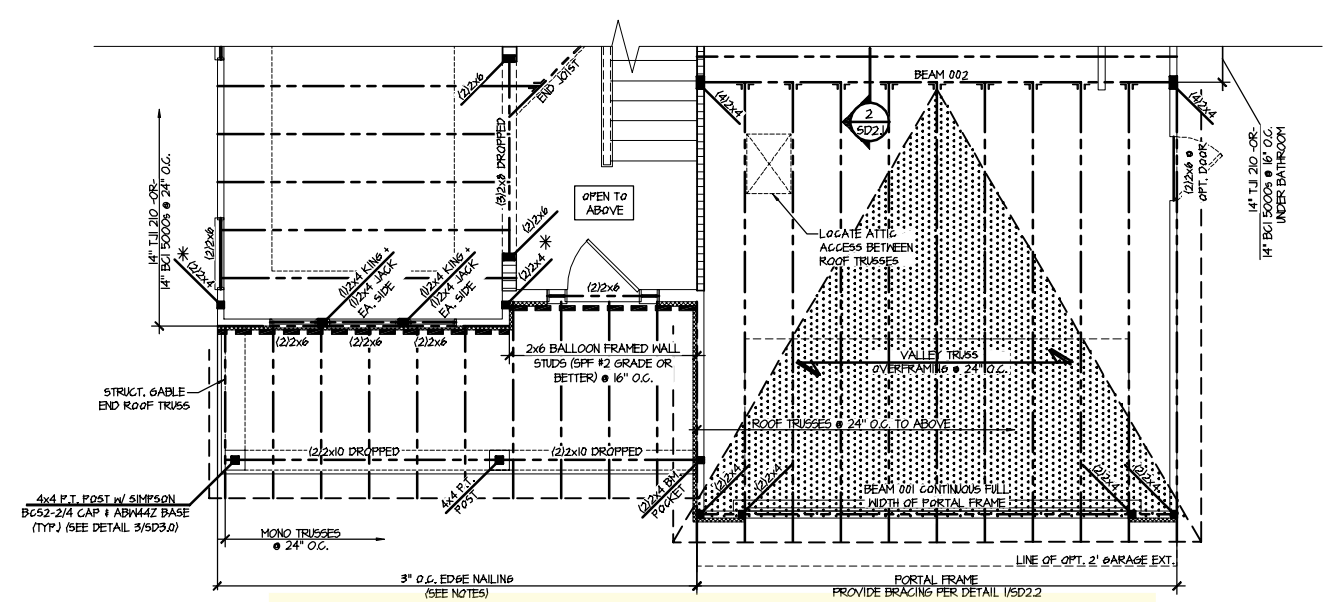 BEAM 002
(2)2x6
END JOIST
(4)2x4
(4)2x4
2
SD2.1
(3)2x8 DROPPED
14" TJI 210 -OR-
14" BCI 5000s @ 24" O.C.
(2)2x6
(2)2x4
*
OPEN TO
ABOVE
(2)2x6
*
(2)2x4
(2)2x6 @
OPT. DOOR
14" TJI 210 -OR-
14" BCI 5000s @ 16" O.C.
UNDER BATHROOM
LOCATE ATTIC
ACCESS BETWEEN
ROOF TRUSSES
(1)2x4 KING +
(1)2x4 JACK
EA. SIDE
(1)2x4 KING +
(1)2x4 JACK
EA. SIDE
(2)2x6
(2)2x6
(2)2x6
(2)2x6
2x6 BALLOON FRAMED WALL
STUDS (SPF #2 GRADE OR
BETTER) @ 16" O.C.
VALLEY TRUSS
OVERFRAMING @ 24" O.C.
STRUCT. GABLE
END ROOF TRUSS
ROOF TRUSSES @ 24" O.C. TO ABOVE
(2)2x10 DROPPED
(2)2x10 DROPPED
4x4 P.T. POST W/ SIMPSON
BCS2-2/4 CAP & ABW44Z BASE
(TYP.) (SEE DETAIL 3/SD3.0)
4x4 P.T.
POST
(2)2x4 BM.
POCKET
(2)2x4
(2)2x4
(2)2x4
(2)2x4
BEAM 001 CONTINUOUS FULL
WIDTH OF PORTAL FRAME
MONO TRUSSES
@ 24" O.C.
LINE OF OPT. 2' GARAGE EXT.
3" O.C. EDGE NAILING
(SEE NOTES)
PORTAL FRAME
PROVIDE BRACING PER DETAIL 1/SD2.2